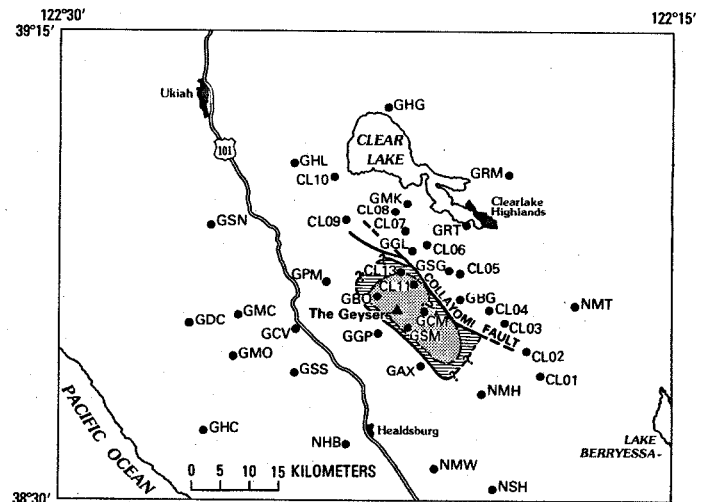 122°30' 122°15'
39°15'
Ukiah
GHG
101
CLEAR
LAKE
GHL
CL10
GRM
GMK
CL08
Clearlake
Highlands
CL09
CL07
GRT
GSN
GGL
CL06
CL13
GSG
CL05
GPM
CL11
COLLAYOMI FAULT
GBO
GBG
CL04
NMT
The Geysers
GCM
CL03
GMC
GDC
GCV
GGP
GSM
CL02
GMO
GSS
GAX
CL01
NMH
PACIFIC OCEAN
GHC
Healdsburg
NHB
LAKE
BERRYESSA
NMW
0 5 10 15 KILOMETERS
NSH
38°30'
?
?
?